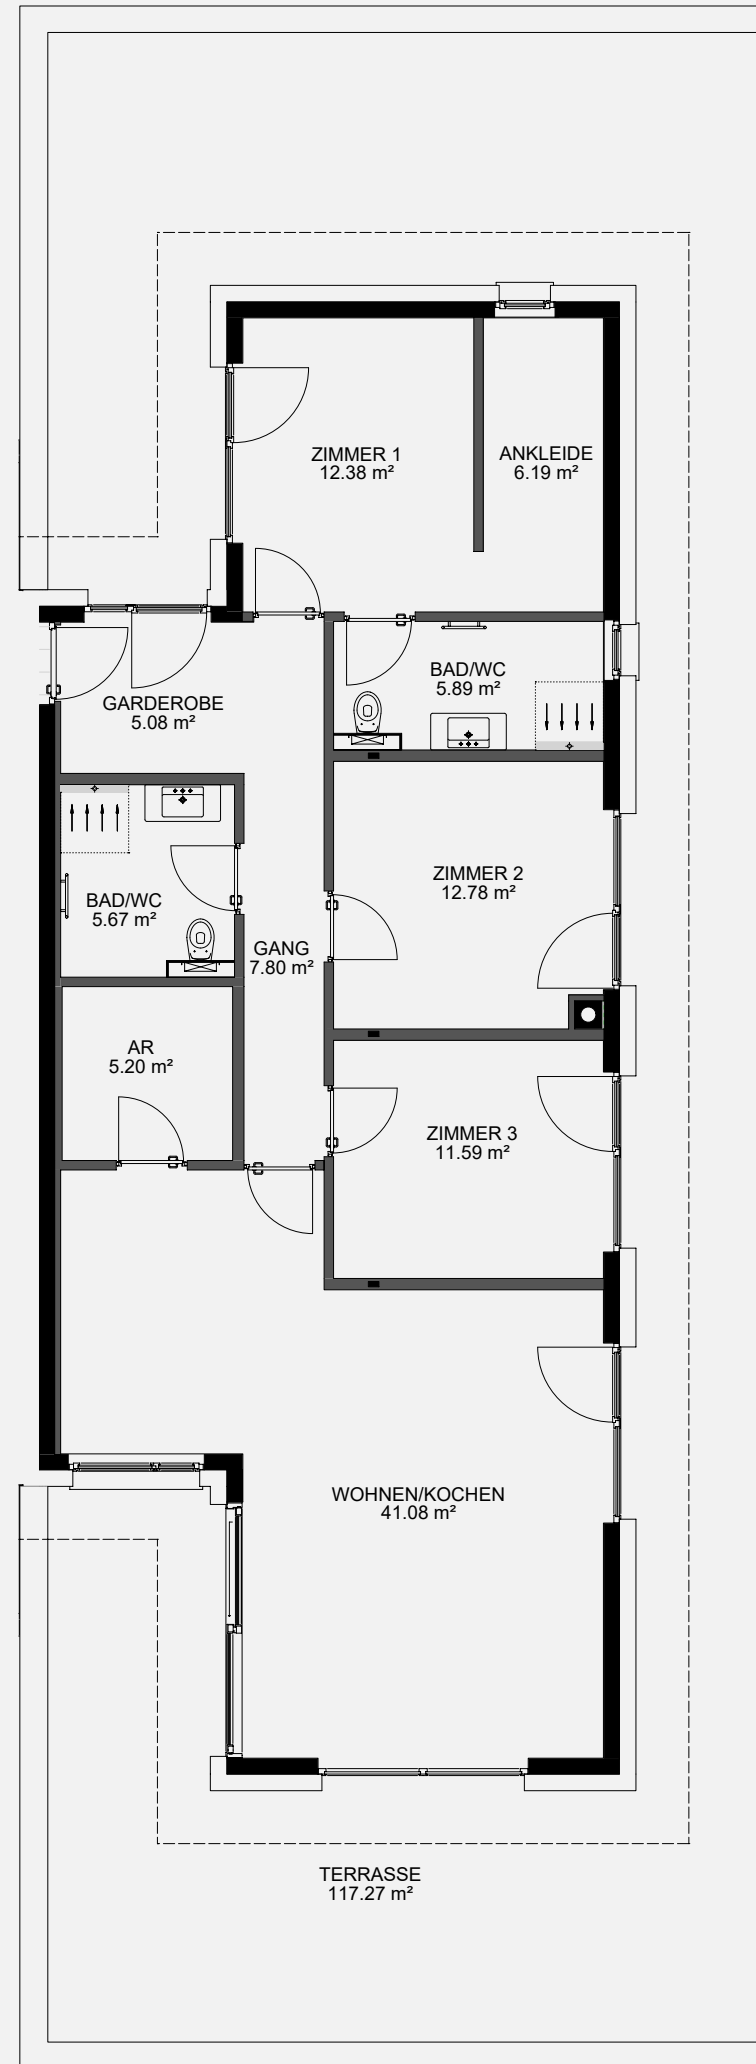 ZIMMER 1
12.38 m²
ANKLEIDE
6.19 m²
BAD/WC
5.89 m²
GARDEROBE
5.08 m²
ZIMMER 2
12.78 m²
BAD/WC
5.67 m²
GANG
7.80 m²
AR
5.20 m²
ZIMMER 3
11.59 m²
WOHNEN/KOCHEN
41.08 m²
TERRASSE
117.27 m²